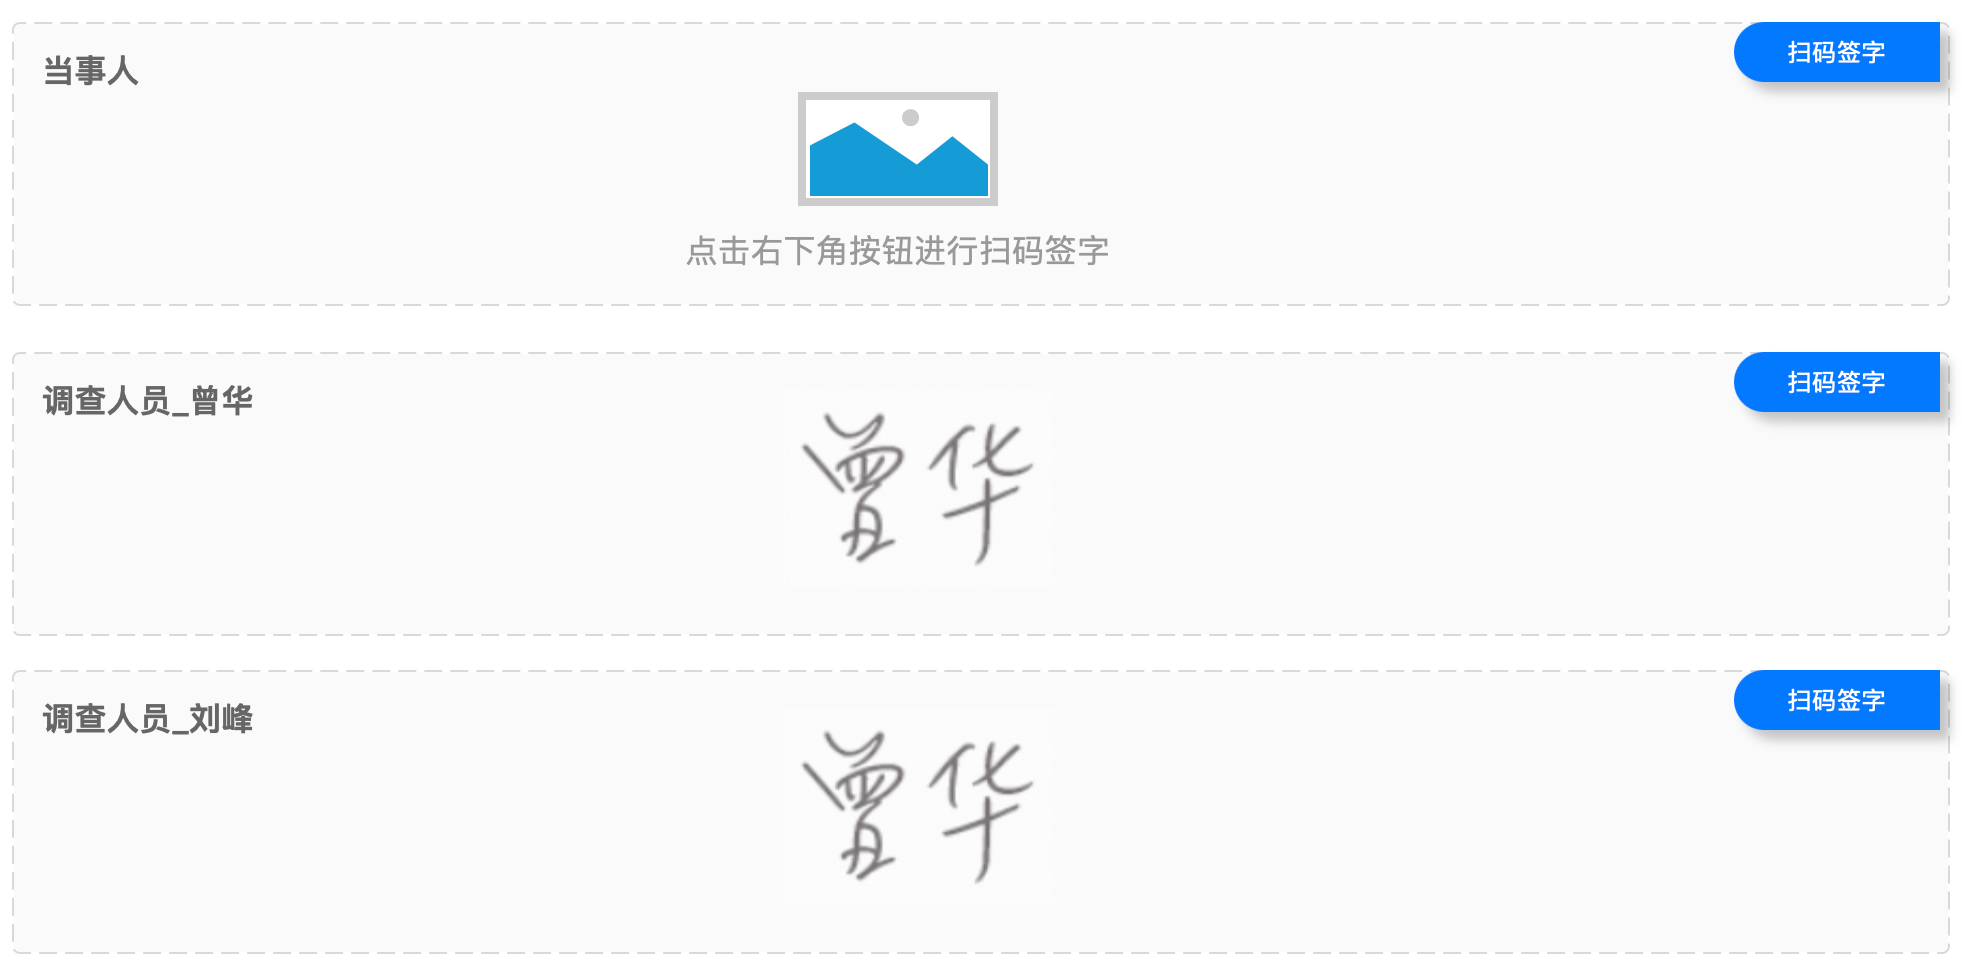 当事人
扫码签字
点击右下角按钮进行扫码签字
调查人员_曾华
扫码签字
曾华
调查人员_刘峰
扫码签字
曾华